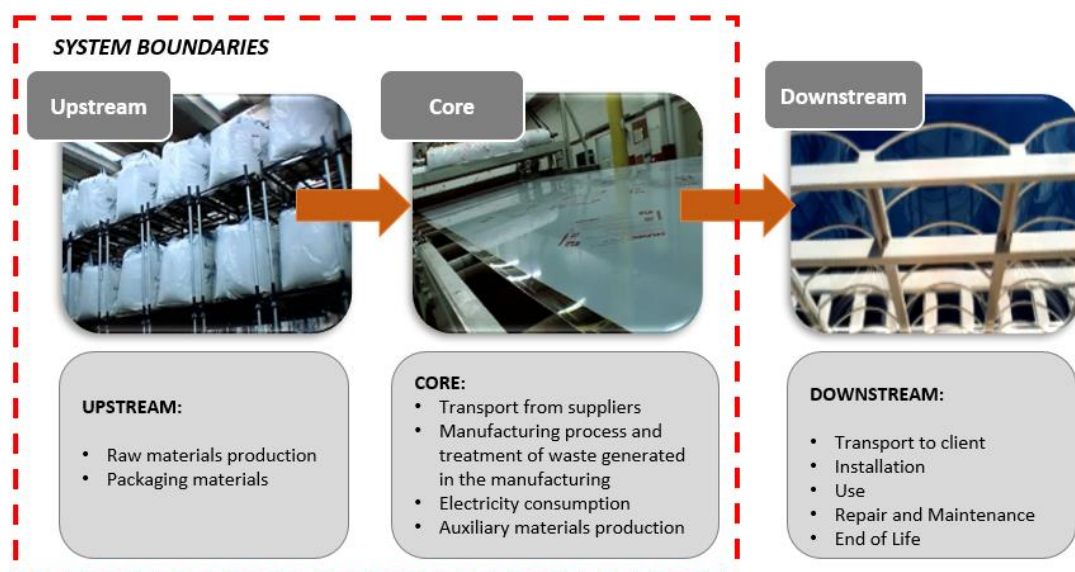 SYSTEM BOUNDARIES
Upstream
Core
Downstream
UPSTREAM:
• Raw materials production
• Packaging materials
CORE:
• Transport from suppliers
• Manufacturing process and
treatment of waste generated
in the manufacturing
• Electricity consumption
• Auxiliary materials production
DOWNSTREAM:
• Transport to client
• Installation
• Use
• Repair and Maintenance
• End of Life